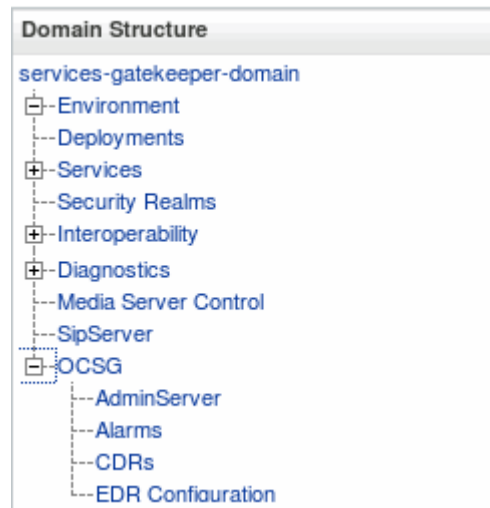 Domain Structure
services-gatekeeper-domain
Environment
Deployments
Services
Security Realms
Interoperability
Diagnostics
Media Server Control
SipServer
OCSG
AdminServer
Alarms
CDRs
EDR Configuration